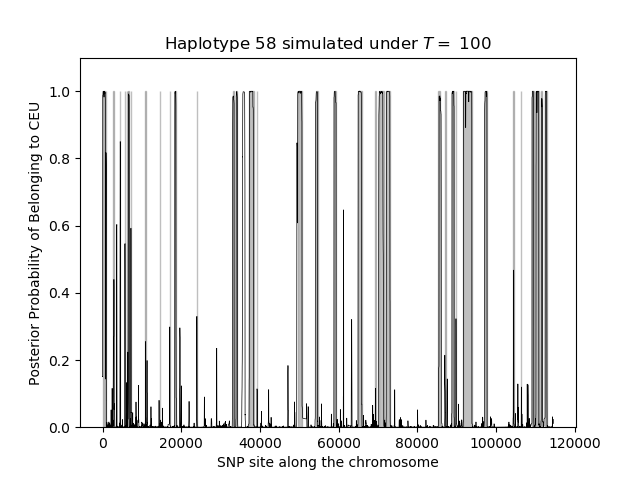 Haplotype 58 simulated under T = 100
Posterior Probability of Belonging to CEU
1.0
0.8
0.6
0.4
0.2
0.0
0 20000 40000 60000 80000 100000 120000
SNP site along the chromosome